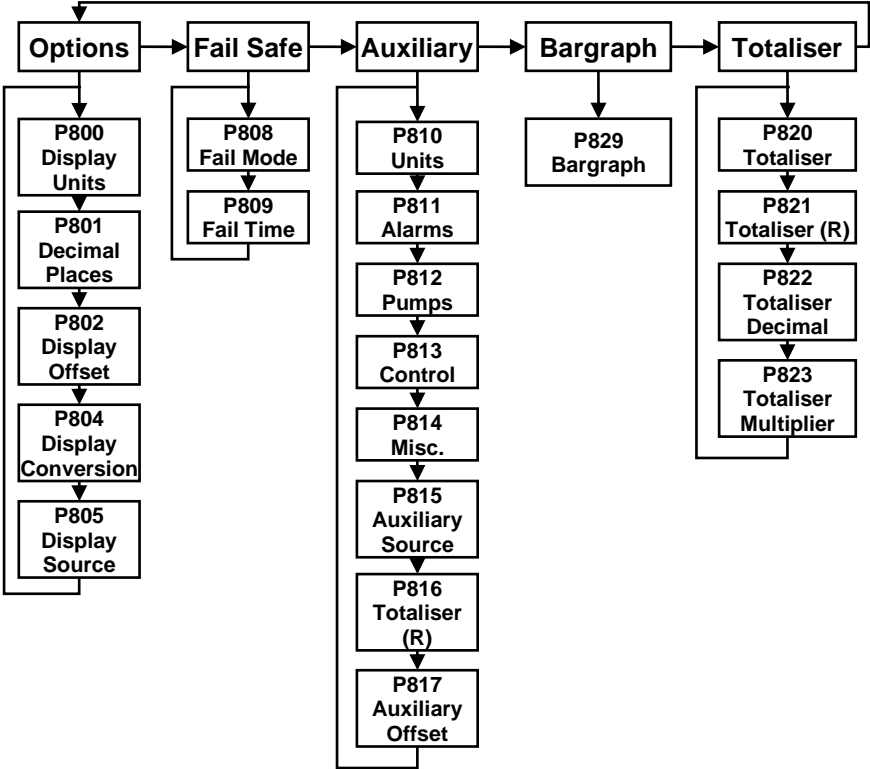 Options
Fail Safe
Auxiliary
Bargraph
Totaliser
P800
Display
Units
P801
Decimal
Places
P802
Display
Offset
P804
Display
Conversion
P805
Display
Source
P808
Fail Mode
P809
Fail Time
P810
Units
P811
Alarms
P812
Pumps
P813
Control
P814
Misc.
P815
Auxiliary
Source
P816
Totaliser
(R)
P817
Auxiliary
Offset
P829
Bargraph
P820
Totaliser
P821
Totaliser (R)
P822
Totaliser
Decimal
P823
Totaliser
Multiplier